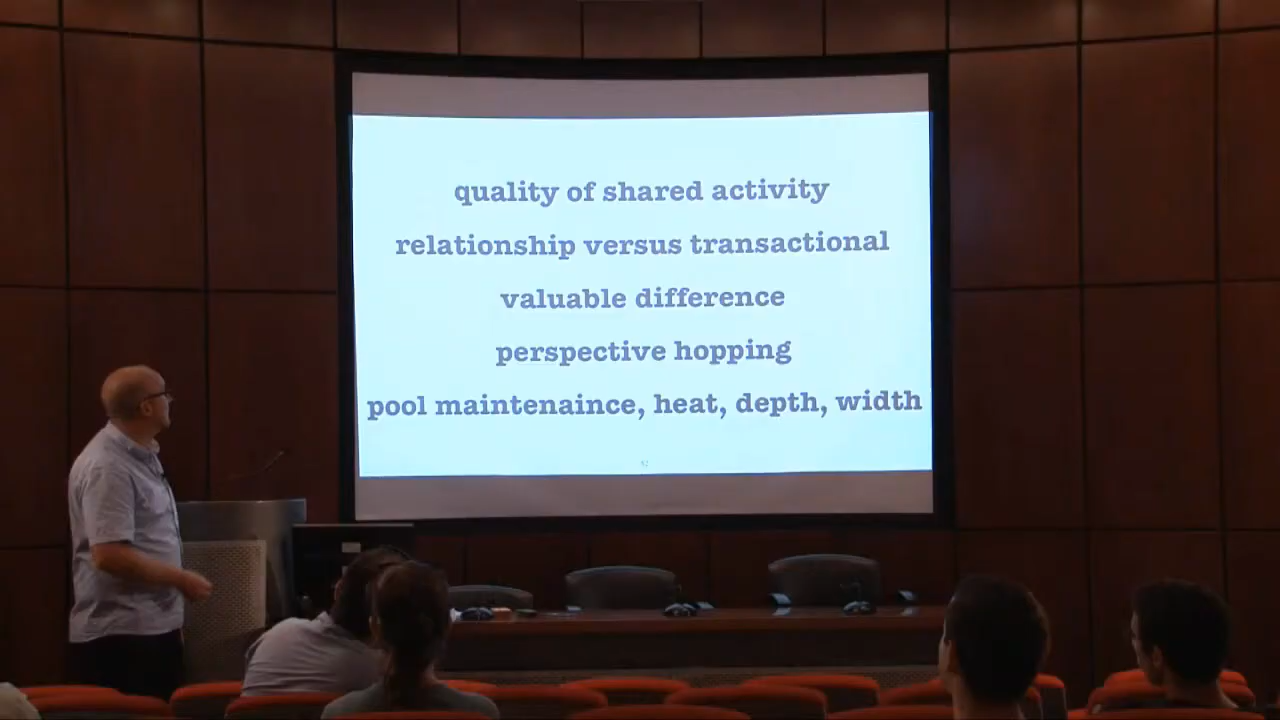 quality of shared activity
relationship versus transactional
valuable difference
perspective hopping
pool maintenaince, heat, depth, width